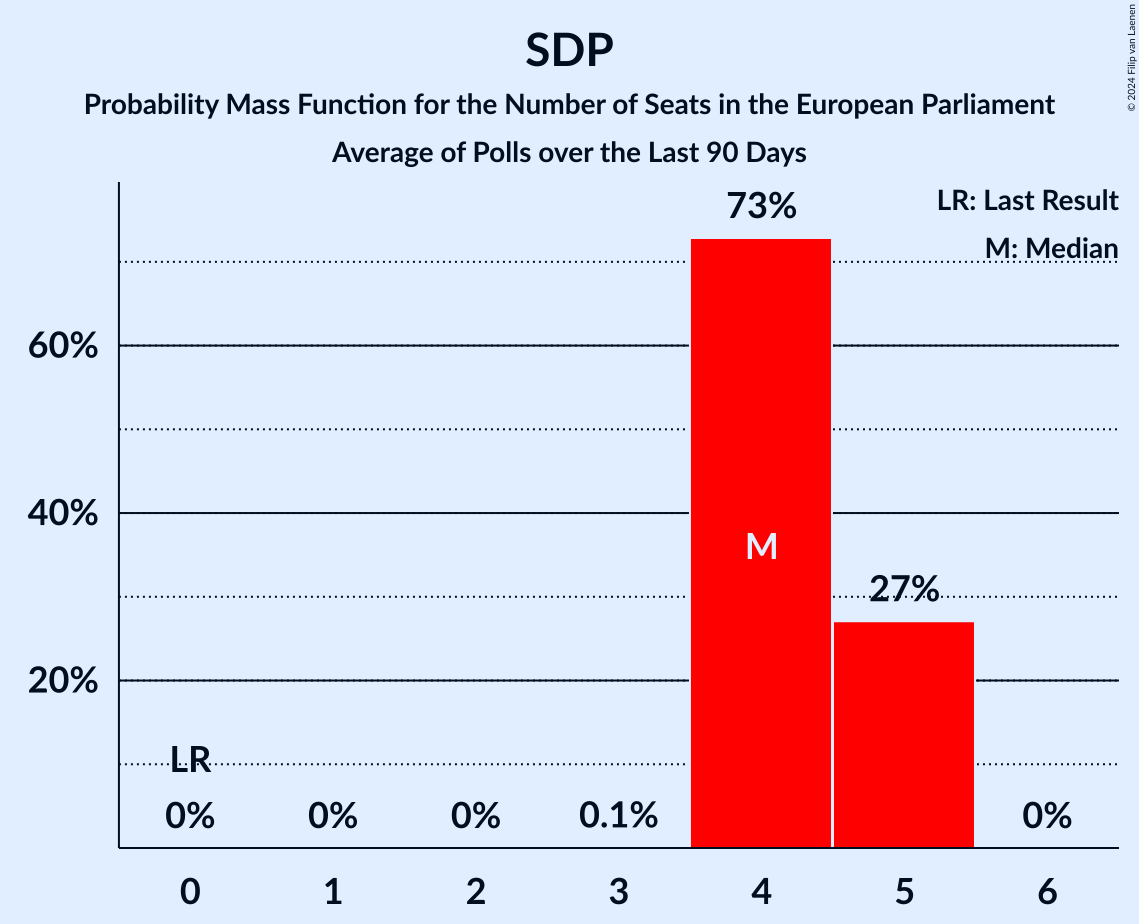 SDP
Probability Mass Function for the Number of Seats in the European Parliament
Average of Polls over the Last 90 Days
© 2024 Filip van Laenen
LR: Last Result
M: Median
73%
60%
40%
M
27%
20%
LR
0% 0% 0% 0.1% 0%
0 1 2 3 4 5 6